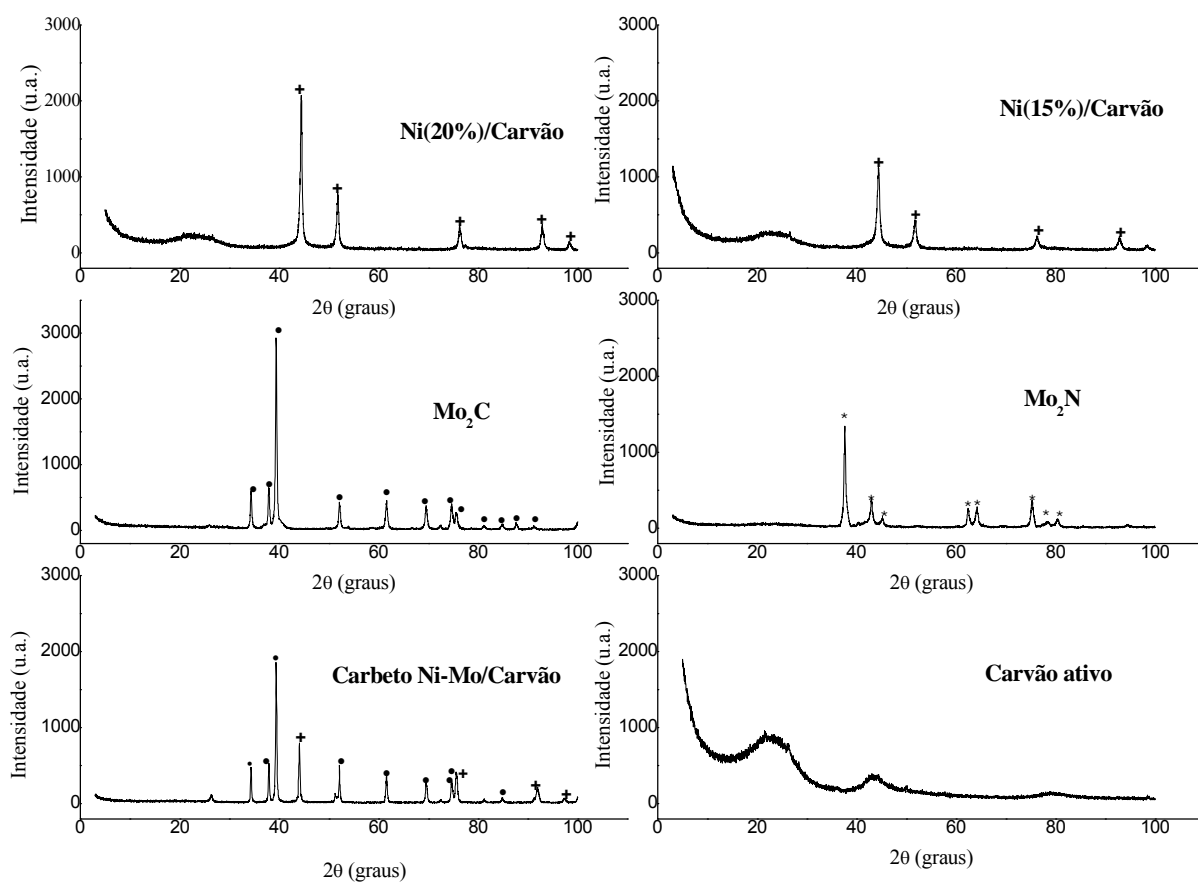 3000
2000
1000
0
Intensidade (u.a.)
Ni(20%)/Carvão
0 20 40 60 80 100
2θ (graus)
3000
2000
1000
0
Intensidade (u.a.)
Ni(15%)/Carvão
0 20 40 60 80 100
2θ (graus)
3000
2000
1000
0
Intensidade (u.a.)
Mo₂C
0 20 40 60 80 100
2θ (graus)
3000
2000
1000
0
Intensidade (u.a.)
Mo₂N
0 20 40 60 80 100
2θ (graus)
3000
2000
1000
0
Intensidade (u.a.)
Carbeto Ni-Mo/Carvão
0 20 40 60 80 100
2θ (graus)
3000
2000
1000
0
Intensidade (u.a.)
Carvão ativo
0 20 40 60 80 100
2θ (graus)